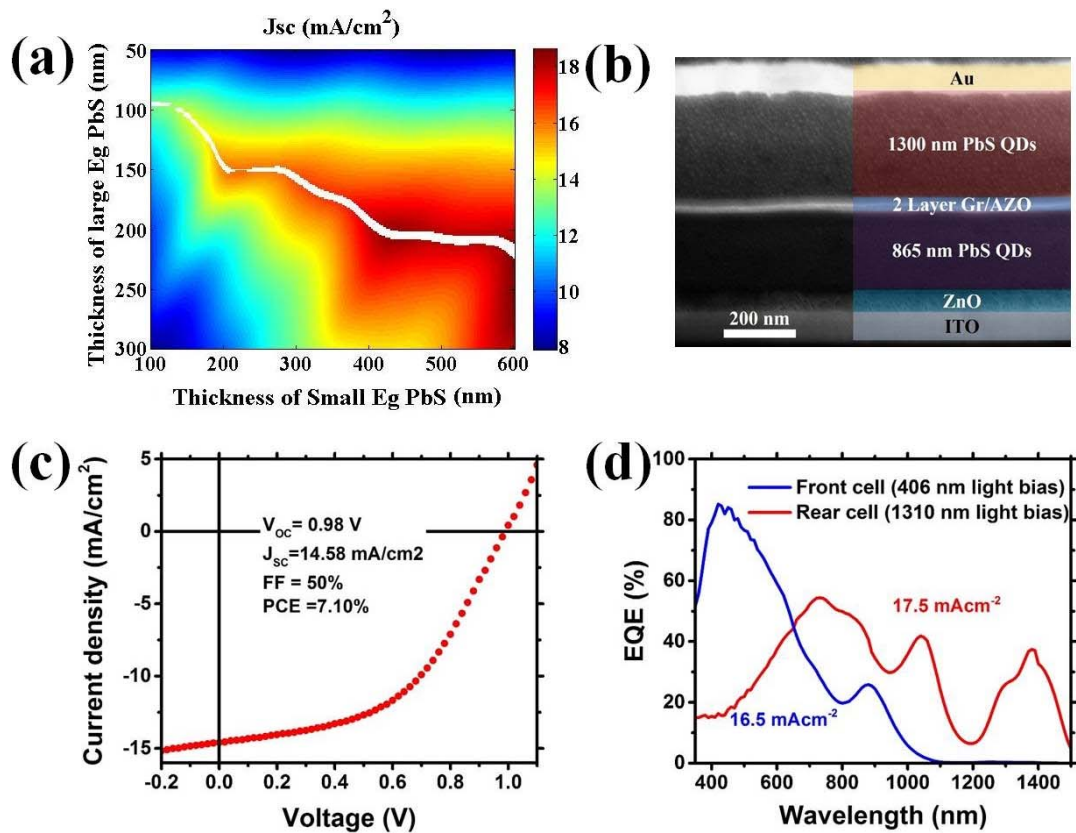 (a)
Jsc (mA/cm²)
Thickness of large Eg PbS (nm)
50
100
150
200
250
300
100 200 300 400 500 600
Thickness of Small Eg PbS (nm)
18
16
14
12
10
8
(b)
Au
1300 nm PbS QDs
2 Layer Gr/AZO
865 nm PbS QDs
ZnO
ITO
200 nm
(c)
Current density (mA/cm²)
5
0
-5
-10
-15
V_OC= 0.98 V
J_SC=14.58 mA/cm2
FF = 50%
PCE =7.10%
-0.2 0.0 0.2 0.4 0.6 0.8 1.0
Voltage (V)
(d)
EQE (%)
100
80
60
40
20
0
Front cell (406 nm light bias)
Rear cell (1310 nm light bias)
17.5 mAcm⁻²
16.5 mAcm⁻²
400 600 800 1000 1200 1400
Wavelength (nm)